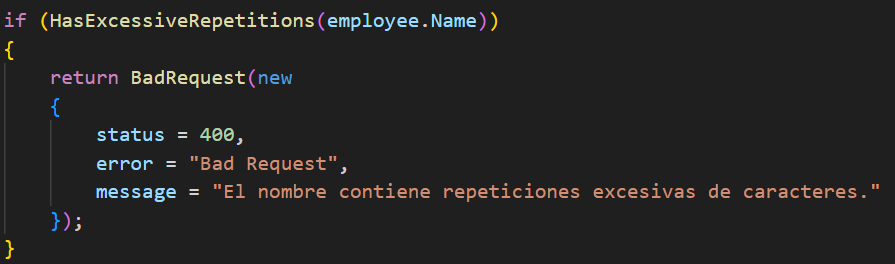 if (HasExcessiveRepetitions(employee.Name))
{
    return BadRequest(new
    {
        status = 400,
        error = "Bad Request",
        message = "El nombre contiene repeticiones excesivas de caracteres."
    });
}